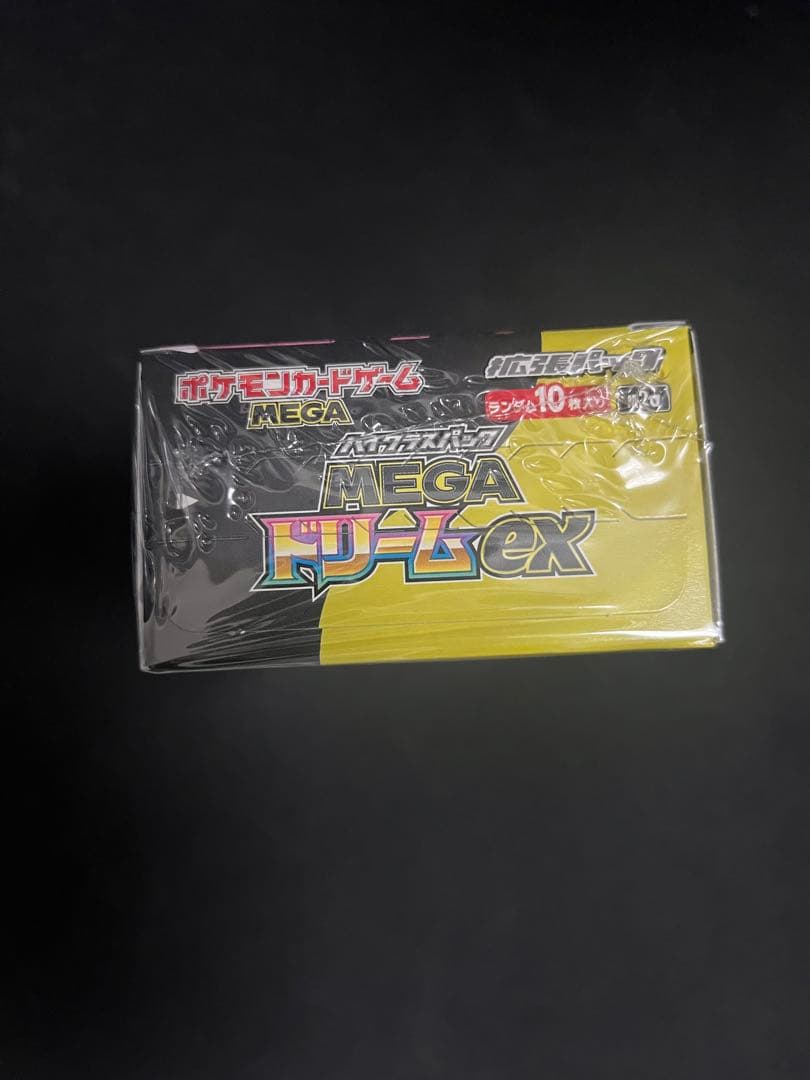 ポケモンカードゲーム
MEGA
拡張パック
ランダム10枚入り
ハイクラスパック
MEGA
ドリームex